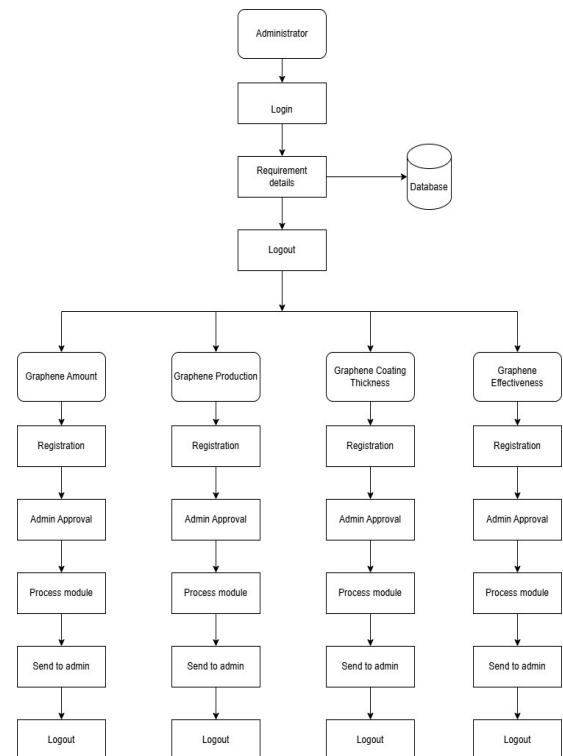 Administrator
Login
Requirement
details
Database
Logout
Graphene Amount
Graphene Production
Graphene Coating
Thickness
Graphene
Effectiveness
Registration
Registration
Registration
Registration
Admin Approval
Admin Approval
Admin Approval
Admin Approval
Process module
Process module
Process module
Process module
Send to admin
Send to admin
Send to admin
Send to admin
Logout
Logout
Logout
Logout